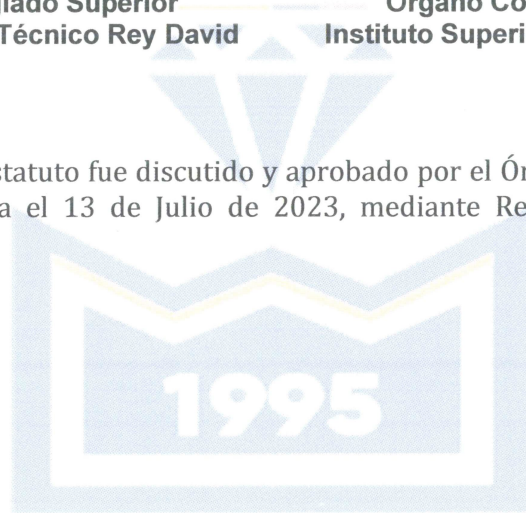 giado Superior Órgano Co
Técnico Rey David Instituto Superi
statuto fue discutido y aprobado por el Ór
a el 13 de Julio de 2023, mediante Re
1995